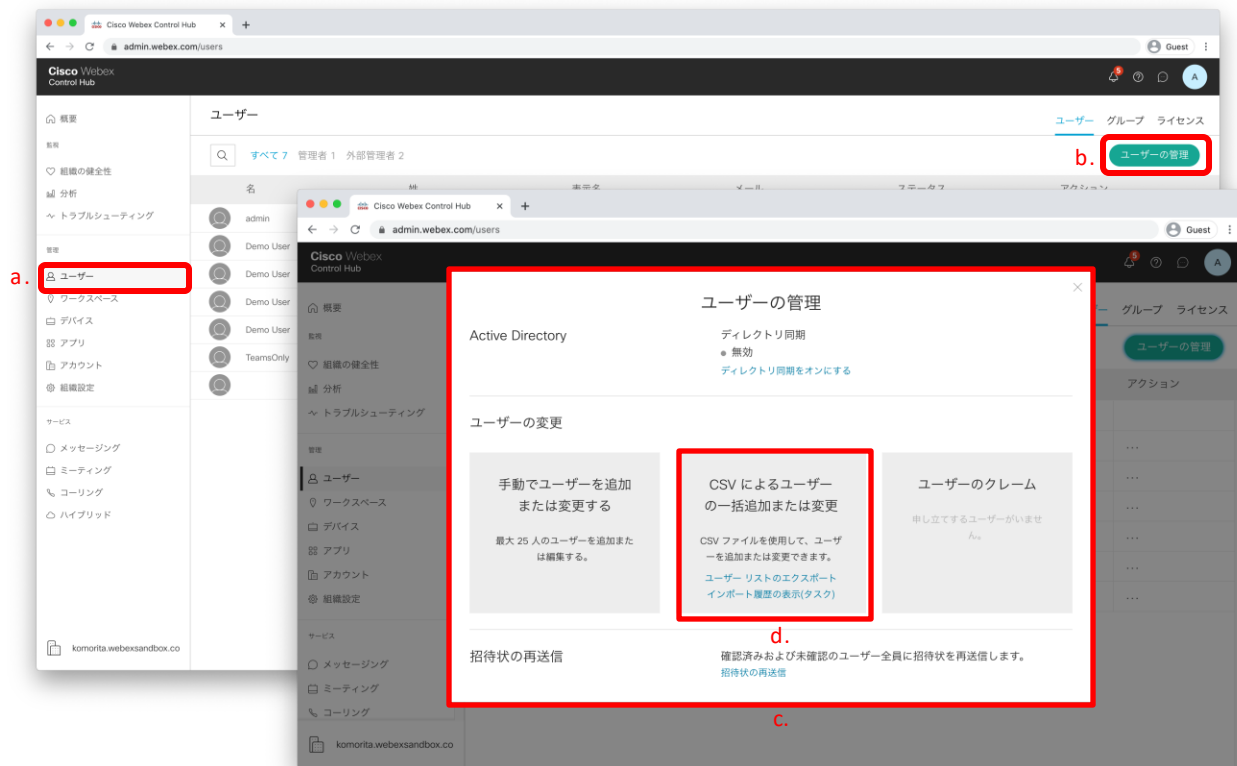 Cisco Webex Control Hub
admin.webex.com/users
Guest
Cisco Webex
Control Hub
5
A
概要
監視
組織の健全性
分析
トラブルシューティング
管理
a.
ユーザー
ワークスペース
デバイス
アプリ
アカウント
組織設定
サービス
メッセージング
ミーティング
コーリング
ハイブリッド
komorita.webexsandbox.co
ユーザー
ユーザー グループ ライセンス
すべて 7 管理者 1 外部管理者 2
b.
ユーザーの管理
名 姓 表示名 メール ステータス アクション
admin
Demo User
Demo User
Demo User
Demo User
TeamsOnly
Cisco Webex Control Hub
admin.webex.com/users
Guest
Cisco Webex
Control Hub
5
A
概要
監視
組織の健全性
分析
トラブルシューティング
管理
ユーザー
ワークスペース
デバイス
アプリ
アカウント
組織設定
サービス
メッセージング
ミーティング
コーリング
komorita.webexsandbox.co
グループ ライセンス
ユーザーの管理
アクション
ユーザーの管理
Active Directory
ディレクトリ同期
無効
ディレクトリ同期をオンにする
ユーザーの変更
手動でユーザーを追加
または変更する
最大 25 人のユーザーを追加また
は編集する。
CSV によるユーザー
の一括追加または変更
CSV ファイルを使用して、ユーザ
ーを追加または変更できます。
ユーザー リストのエクスポート
インポート履歴の表示(タスク)
ユーザーのクレーム
申し立てするユーザーがいませ
ん。
d.
招待状の再送信
確認済みおよび未確認のユーザー全員に招待状を再送信します。
招待状の再送信
c.